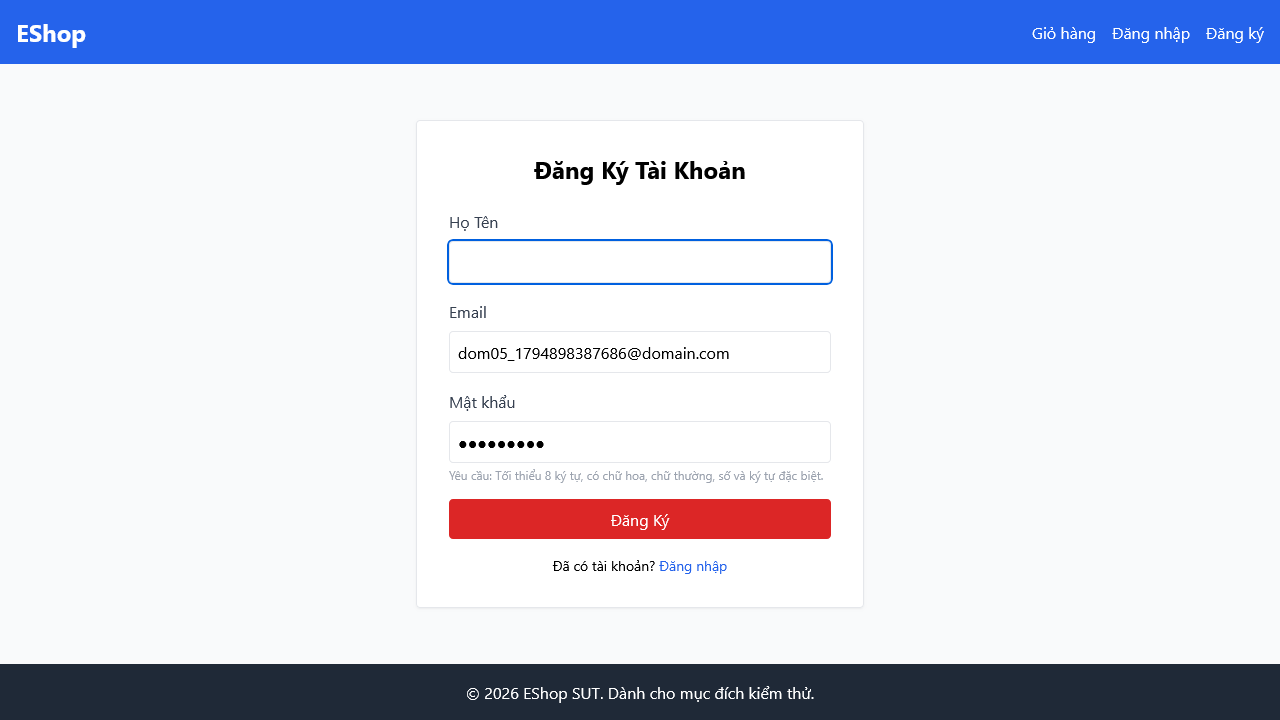 EShop
Giỏ hàng Đăng nhập Đăng ký
Đăng Ký Tài Khoản
Họ Tên
Email
dom05_1794898387686@domain.com
Mật khẩu
●●●●●●●●●
Yêu cầu: Tối thiểu 8 ký tự, có chữ hoa, chữ thường, số và ký tự đặc biệt.
Đăng Ký
Đã có tài khoản? Đăng nhập
© 2026 EShop SUT. Dành cho mục đích kiểm thử.